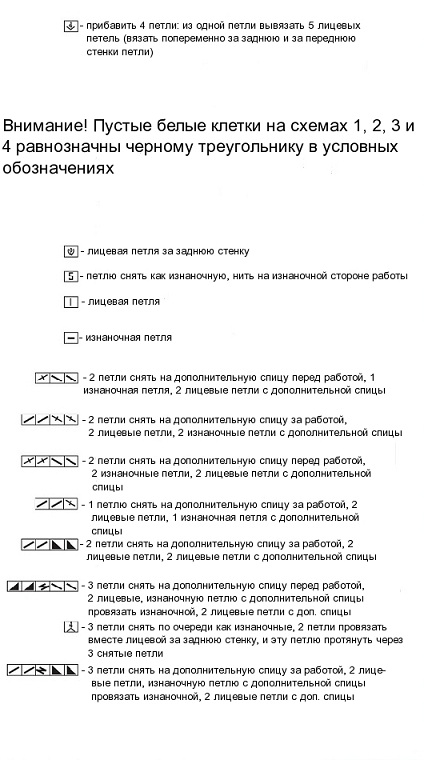 - прибавить 4 петли: из одной петли вывязать 5 лицевых
петель (вязать попеременно за заднюю и за переднюю
стенки петли)
Внимание! Пустые белые клетки на схемах 1, 2, 3 и
4 равнозначны черному треугольнику в условных
обозначениях
- лицевая петля за заднюю стенку
- петлю снять как изнаночную, нить на изнаночной стороне работы
- лицевая петля
- изнаночная петля
- 2 петли снять на дополнительную спицу перед работой, 1
изнаночная петля, 2 лицевые петли с дополнительной спицы
- 2 петли снять на дополнительную спицу за работой,
2 лицевые петли, 2 изнаночные петли с дополнительной спицы
- 2 петли снять на дополнительную спицу перед работой,
2 изнаночные петли, 2 лицевые петли с дополнительной
спицы
- 1 петлю снять на дополнительную спицу за работой, 2
лицевые петли, 1 изнаночная петля с дополнительной
спицы
- 2 петли снять на дополнительную спицу за работой, 2
лицевые петли, 2 лицевые петли с дополнительной спицы
- 3 петли снять на дополнительную спицу перед работой,
2 лицевые, изнаночную петлю с дополнительной спицы
провязать изнаночной, 2 лицевые петли с доп. спицы
- 3 петли снять по очереди как изнаночные, 2 петли провязать
вместе лицевой за заднюю стенку, и эту петлю протянуть через
3 снятые петли
- 3 петли снять на дополнительную спицу за работой, 2 лице-
вые петли, изнаночную петлю с дополнительной спицы
провязать изнаночной, 2 лицевые петли с доп. спицы